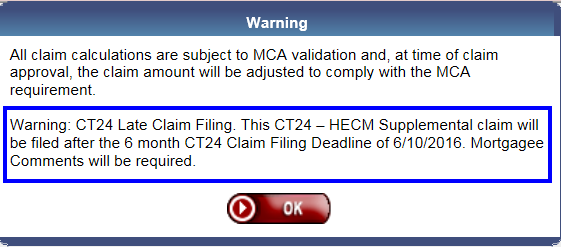 Warning
All claim calculations are subject to MCA validation and, at time of claim
approval, the claim amount will be adjusted to comply with the MCA
requirement.
Warning: CT24 Late Claim Filing. This CT24 – HECM Supplemental claim will
be filed after the 6 month CT24 Claim Filing Deadline of 6/10/2016. Mortgagee
Comments will be required.
OK